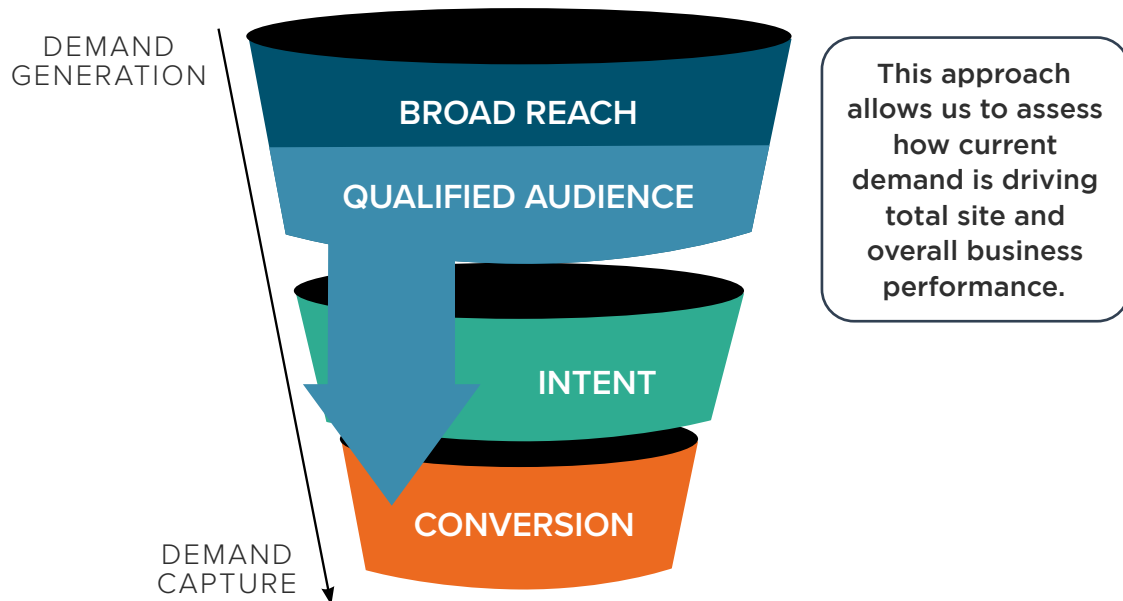 DEMAND
GENERATION
BROAD REACH
QUALIFIED AUDIENCE
INTENT
CONVERSION
DEMAND
CAPTURE
This approach
allows us to assess
how current
demand is driving
total site and
overall business
performance.